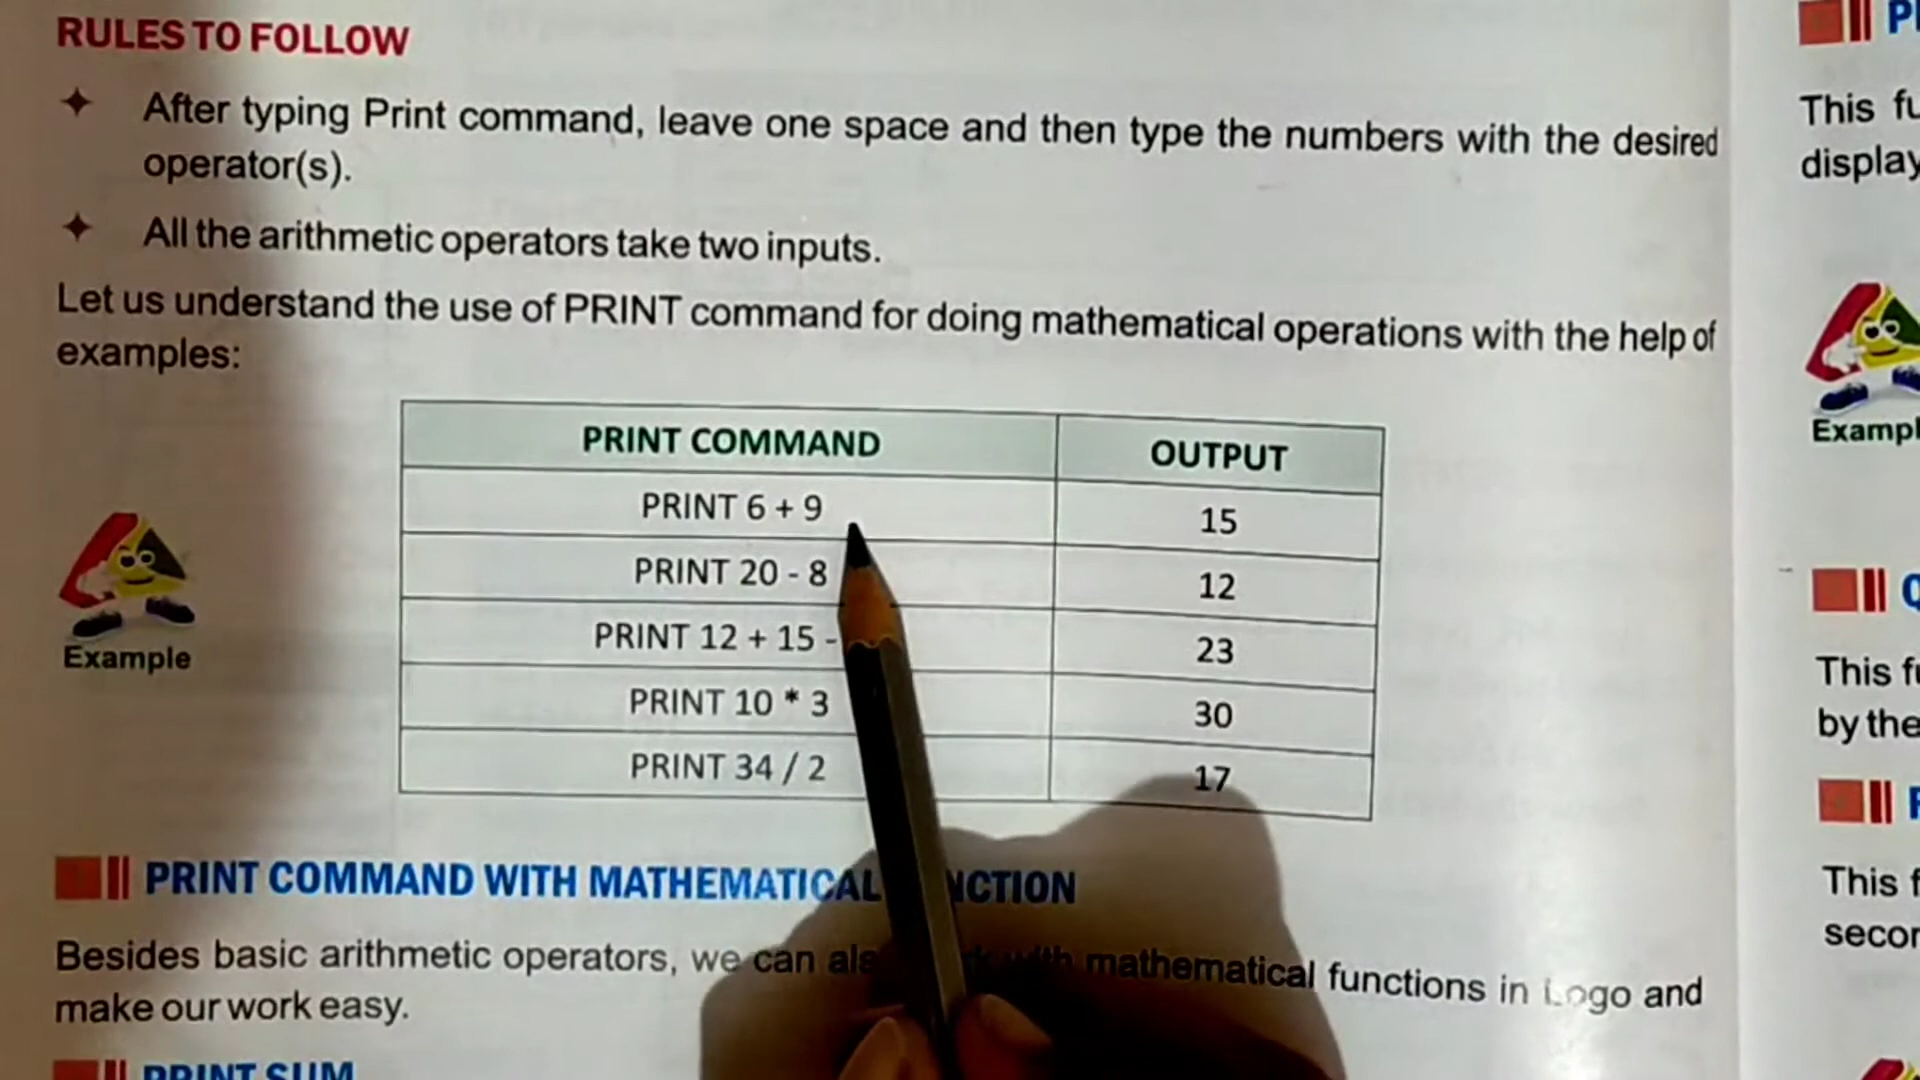 RULES TO FOLLOW
After typing Print command, leave one space and then type the numbers with the desired
operator(s).
All the arithmetic operators take two inputs.
Let us understand the use of PRINT command for doing mathematical operations with the help of
examples:
PRINT COMMAND OUTPUT
PRINT 6 + 9 15
PRINT 20 - 8 12
PRINT 12 + 15 - 23
PRINT 10 * 3 30
PRINT 34 / 2 17
Example
PRINT COMMAND WITH MATHEMATICAL NCTION
Besides basic arithmetic operators, we can with mathematical functions in Logo and
make our work easy.
PRINT SUM
This
display
This
by the
This